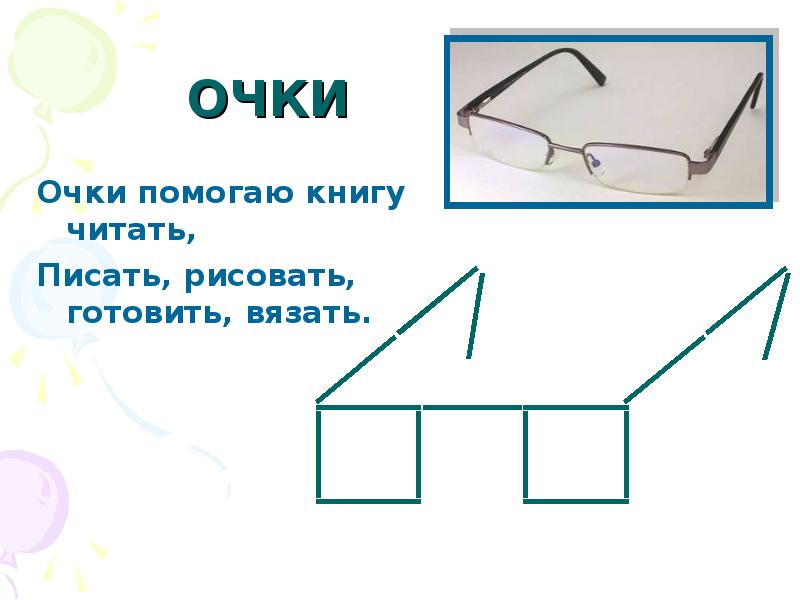 ОЧКИ
Очки помогаю книгу
читать,
Писать, рисовать,
готовить, вязать.